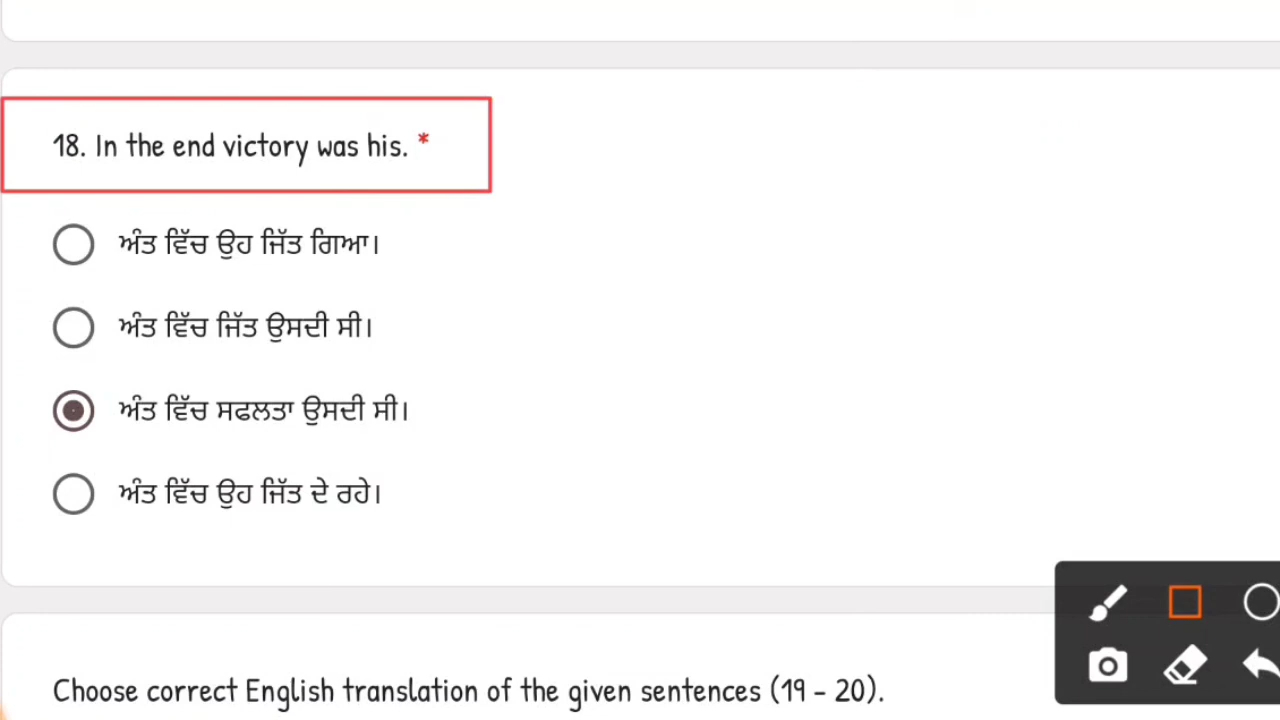 18. In the end victory was his. *
ਅੰਤ ਵਿੱਚ ਉਹ ਜਿੱਤ ਗਿਆ।
ਅੰਤ ਵਿੱਚ ਜਿੱਤ ਉਸਦੀ ਸੀ।
ਅੰਤ ਵਿੱਚ ਸਫਲਤਾ ਉਸਦੀ ਸੀ।
ਅੰਤ ਵਿੱਚ ਉਹ ਜਿੱਤ ਦੇ ਰਹੇ।
Choose correct English translation of the given sentences (19 - 20).